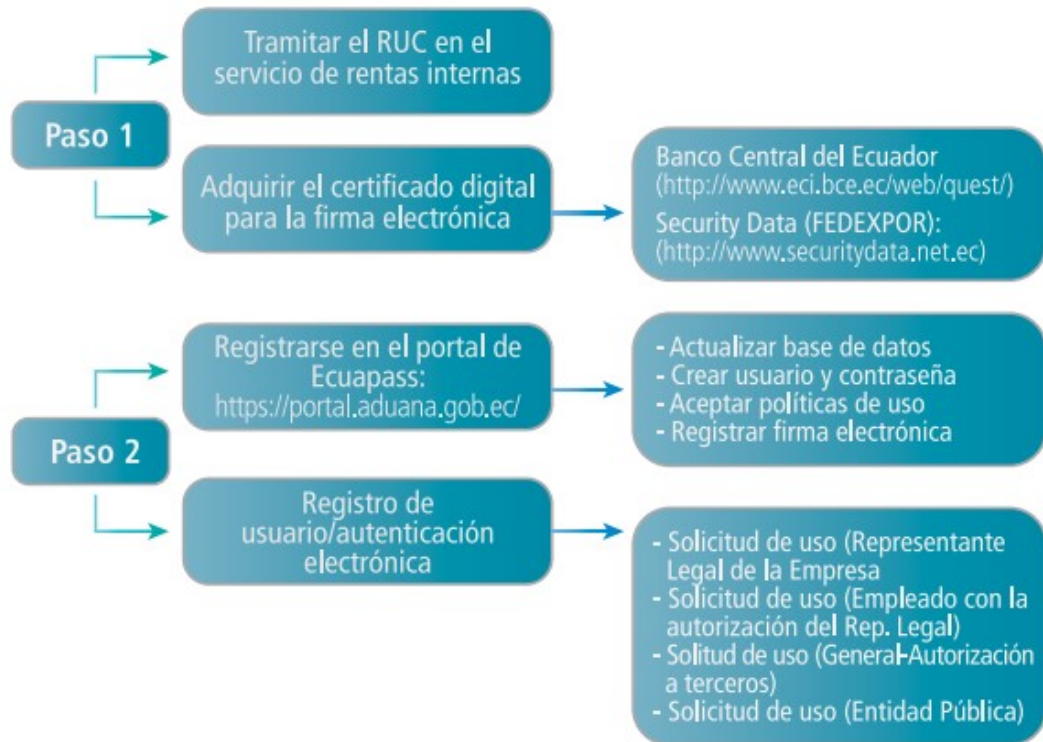 Paso 1
Tramitar el RUC en el
servicio de rentas internas
Adquirir el certificado digital
para la firma electrónica
Banco Central del Ecuador
(http://www.eci.bce.ec/web/quest/)
Security Data (FEDEXPOR):
(http://www.securitydata.net.ec)
Paso 2
Registrarse en el portal de
Ecuapass:
https://portal.aduana.gob.ec/
- Actualizar base de datos
- Crear usuario y contraseña
- Aceptar políticas de uso
- Registrar firma electrónica
Registro de
usuario/autenticación
electrónica
- Solicitud de uso (Representante
Legal de la Empresa
- Solicitud de uso (Empleado con la
autorización del Rep. Legal)
- Solitud de uso (General-Autorización
a terceros)
- Solicitud de uso (Entidad Pública)